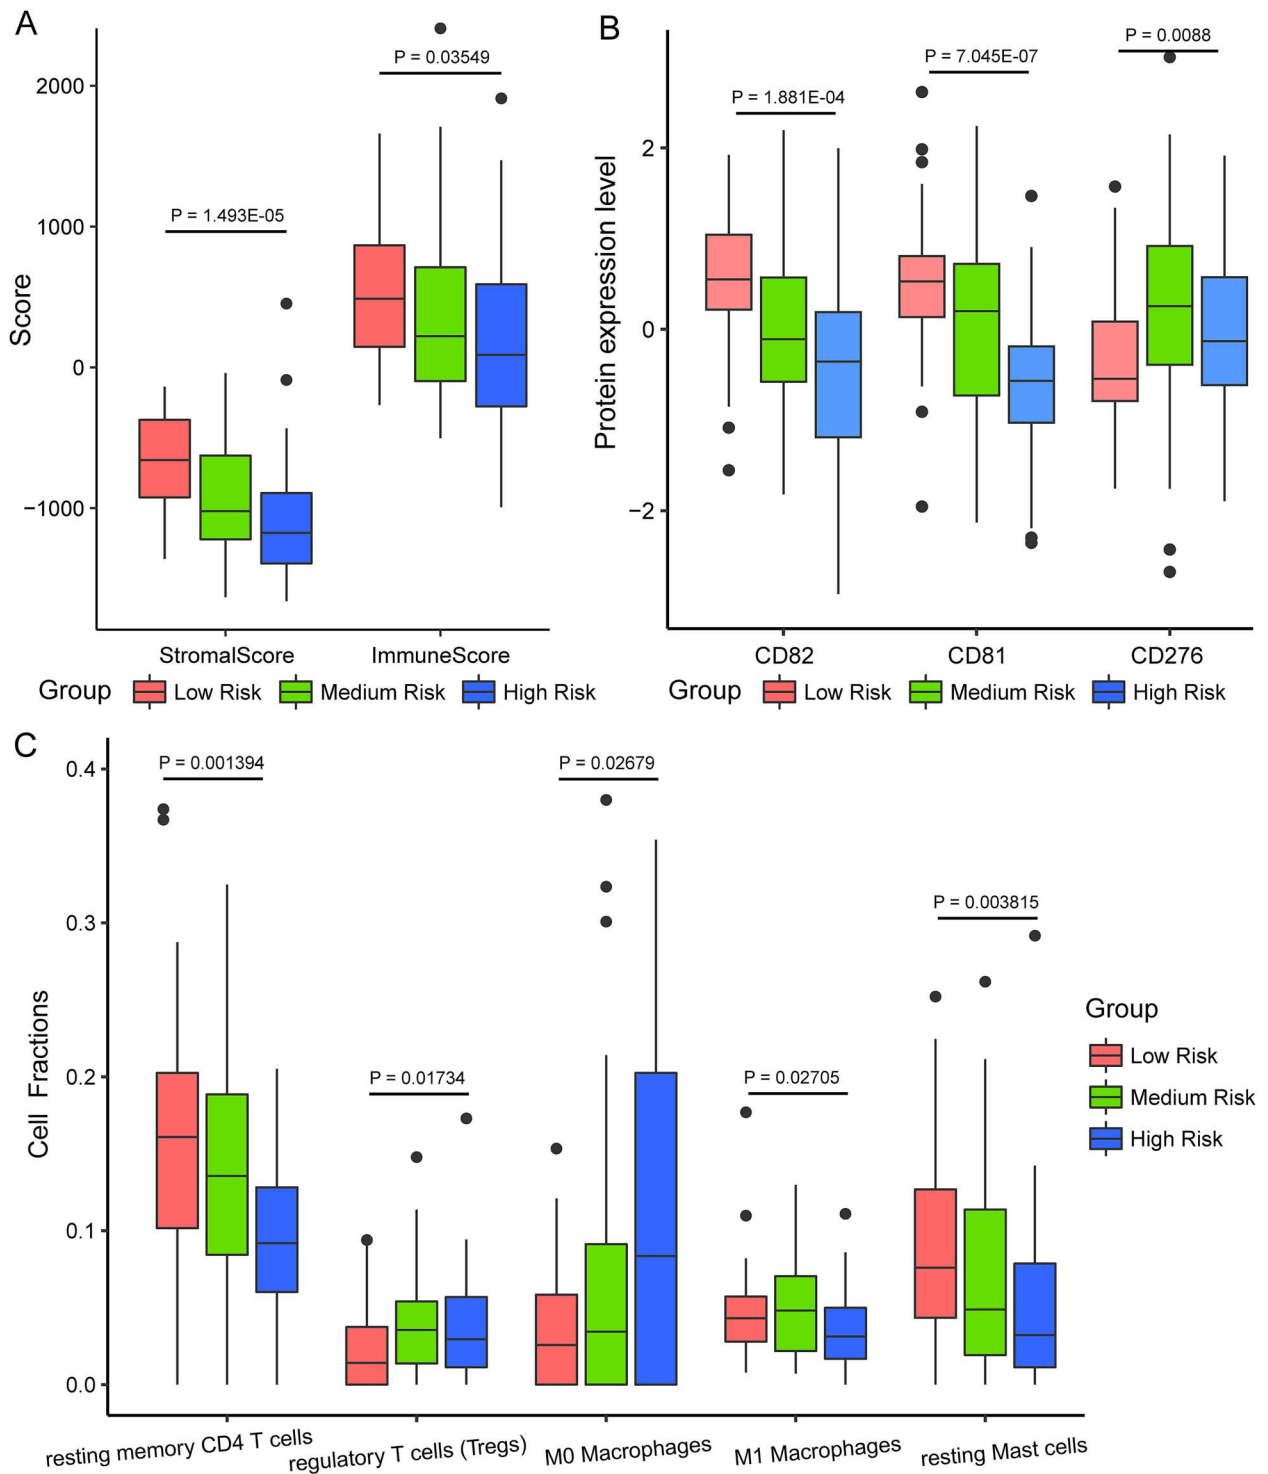 A
P = 0.03549
P = 1.493E-05
2000
1000
0
−1000
Score
StromalScore
ImmuneScore
Group
Low Risk
Medium Risk
High Risk
B
P = 0.0088
P = 7.045E-07
P = 1.881E-04
2
0
−2
Protein expression level
CD82
CD81
CD276
Group
Low Risk
Medium Risk
High Risk
C
P = 0.001394
P = 0.02679
P = 0.003815
P = 0.01734
P = 0.02705
0.4
0.3
0.2
0.1
0.0
Cell Fractions
Group
Low Risk
Medium Risk
High Risk
resting memory CD4 T cells
regulatory T cells (Tregs)
M0 Macrophages
M1 Macrophages
resting Mast cells